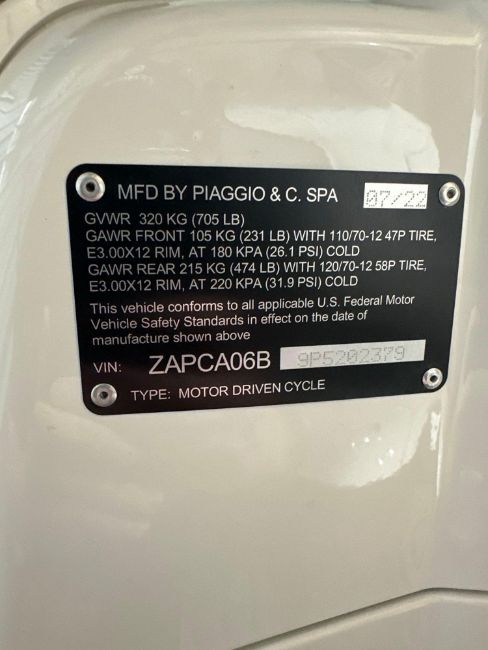 MFD BY PIAGGIO & C. SPA 07/22
GVWR 320 KG (705 LB)
GAWR FRONT 105 KG (231 LB) WITH 110/70-12 47P TIRE,
E3.00X12 RIM, AT 180 KPA (26.1 PSI) COLD
GAWR REAR 215 KG (474 LB) WITH 120/70-12 58P TIRE,
E3.00X12 RIM, AT 220 KPA (31.9 PSI) COLD
This vehicle conforms to all applicable U.S. Federal Motor
Vehicle Safety Standards in effect on the date of
manufacture shown above
VIN: ZAPCA06B 9P5202379
TYPE: MOTOR DRIVEN CYCLE